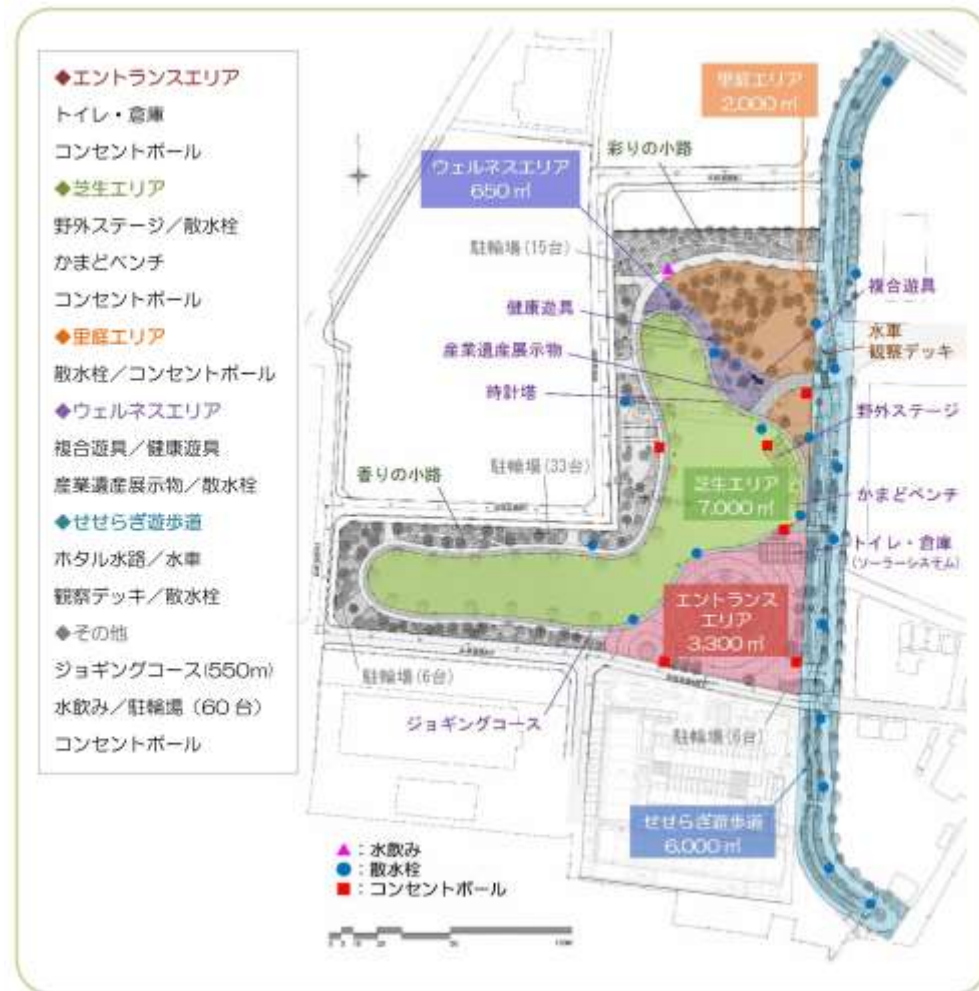 ◆エントランスエリア
トイレ・倉庫
コンセントポール
◆芝生エリア
野外ステージ／散水栓
かまどベンチ
コンセントポール
◆里庭エリア
散水栓／コンセントポール
◆ウェルネスエリア
複合遊具／健康遊具
産業遺産展示物／散水栓
◆せせらぎ遊歩道
ホタル水路／水車
観察デッキ／散水栓
◆その他
ジョギングコース(550m)
水飲み／駐輪場（60台）
コンセントポール
里庭エリア
2,000㎡
彩りの小路
ウェルネスエリア
650㎡
駐輪場(15台)
複合遊具
健康遊具
水車
観察デッキ
産業遺産展示物
時計塔
野外ステージ
駐輪場(33台)
香りの小路
芝生エリア
7,000㎡
かまどベンチ
トイレ・倉庫
(ソーラーシステム)
エントランス
エリア
3,300㎡
駐輪場(6台)
ジョギングコース
駐輪場(6台)
せせらぎ遊歩道
6,000㎡
▲：水飲み
●：散水栓
■：コンセントポール